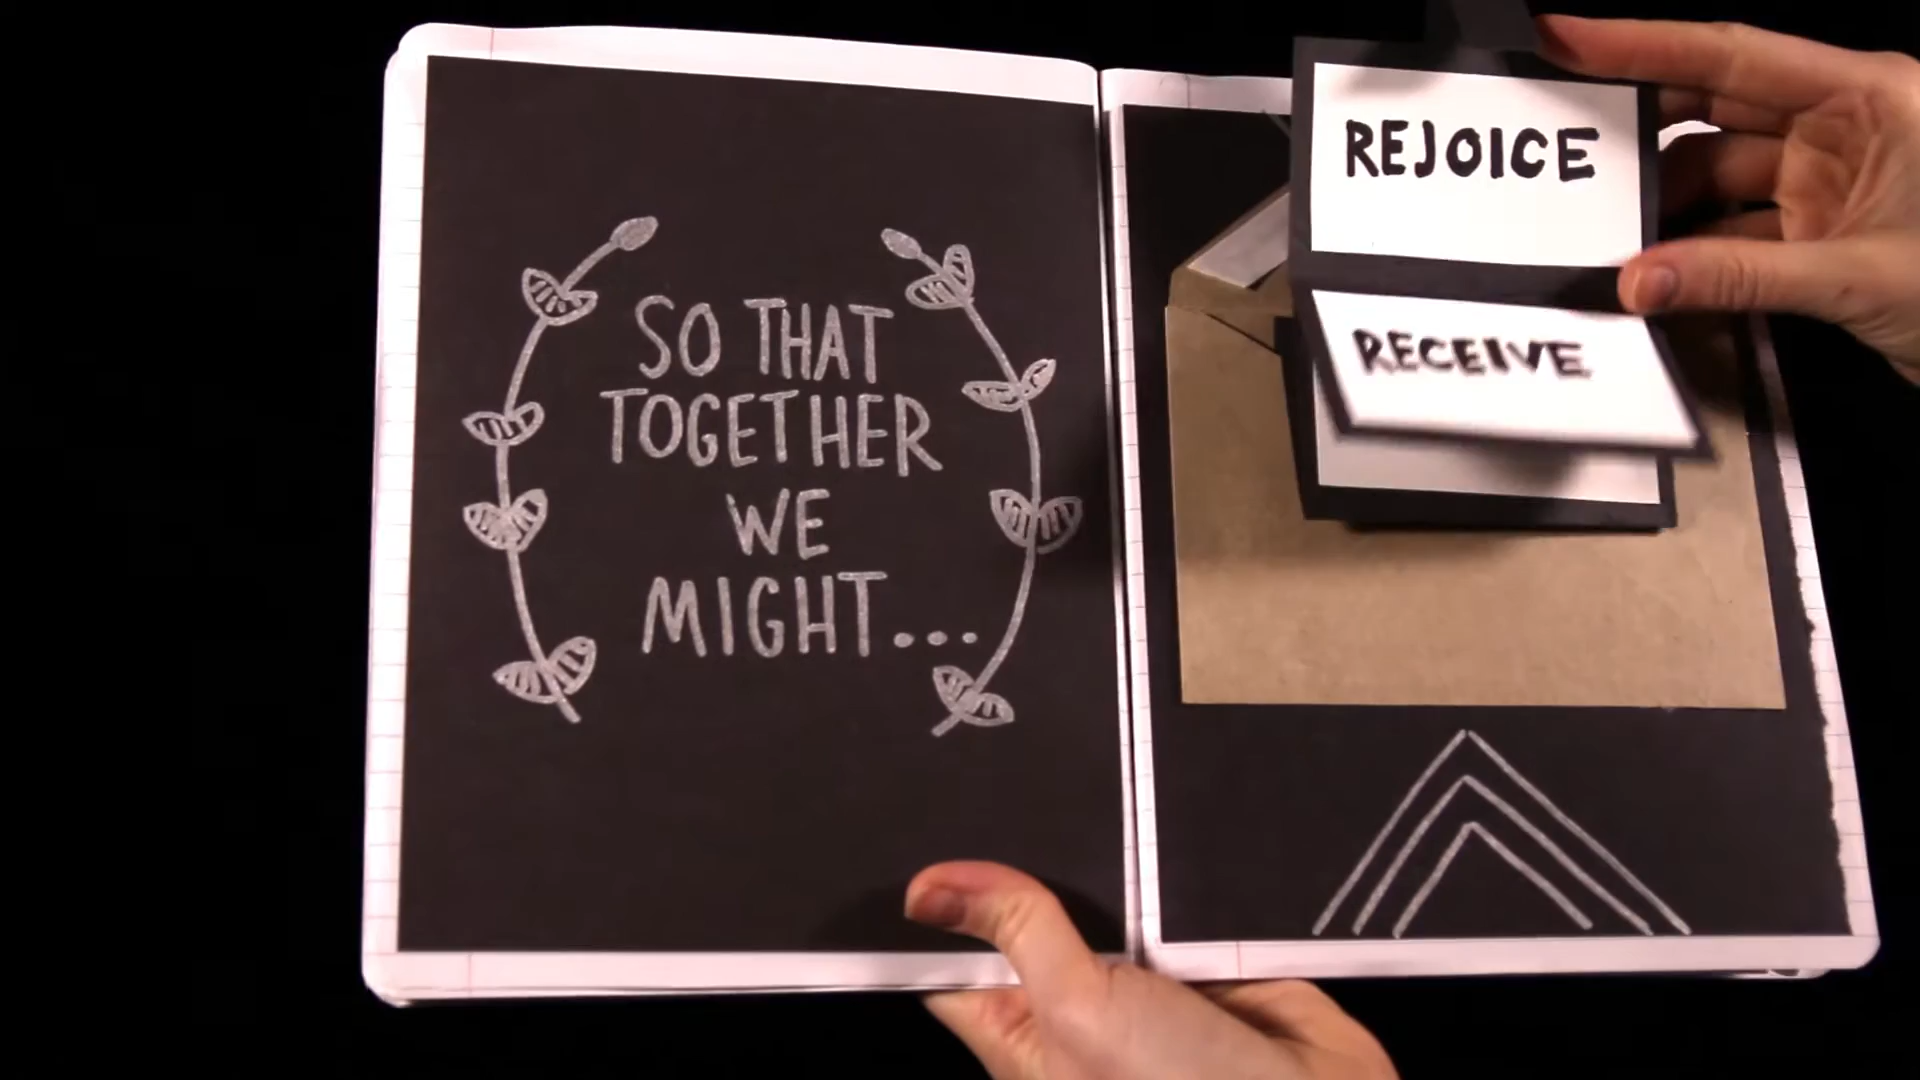 SO THAT
TOGETHER
WE
MIGHT...
REJOICE
RECEIVE